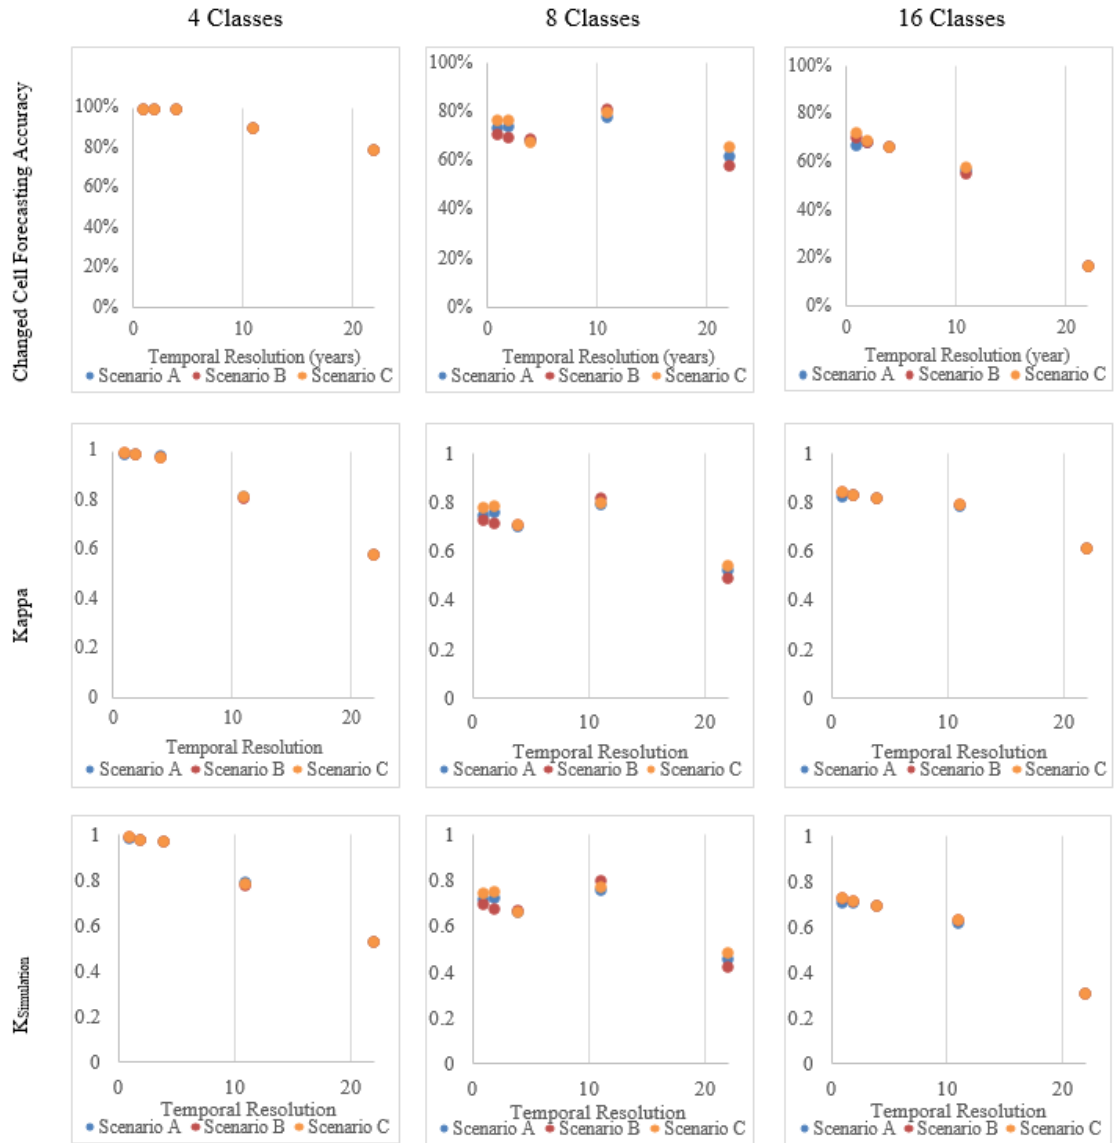 4 Classes 8 Classes 16 Classes
Changed Cell Forecasting Accuracy
100%
80%
60%
40%
20%
0%
0 10 20
Temporal Resolution (years)
Scenario A Scenario B Scenario C
100%
80%
60%
40%
20%
0%
0 10 20
Temporal Resolution (years)
Scenario A Scenario B Scenario C
100%
80%
60%
40%
20%
0%
0 10 20
Temporal Resolution (year)
Scenario A Scenario B Scenario C
Kappa
1
0.8
0.6
0.4
0.2
0
0 10 20
Temporal Resolution
Scenario A Scenario B Scenario C
1
0.8
0.6
0.4
0.2
0
0 10 20
Temporal Resolution
Scenario A Scenario B Scenario C
1
0.8
0.6
0.4
0.2
0
0 10 20
Temporal Resolution
Scenario A Scenario B Scenario C
KSimulation
1
0.8
0.6
0.4
0.2
0
0 10 20
Temporal Resolution
Scenario A Scenario B Scenario C
1
0.8
0.6
0.4
0.2
0
0 10 20
Temporal Resolution
Scenario A Scenario B Scenario C
1
0.8
0.6
0.4
0.2
0
0 10 20
Temporal Resolution
Scenario A Scenario B Scenario C